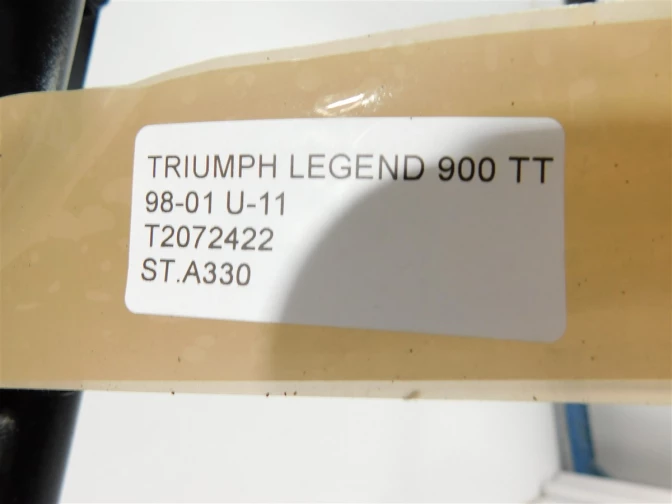 TRIUMPH LEGEND 900 TT
98-01 U-11
T2072422
ST.A330